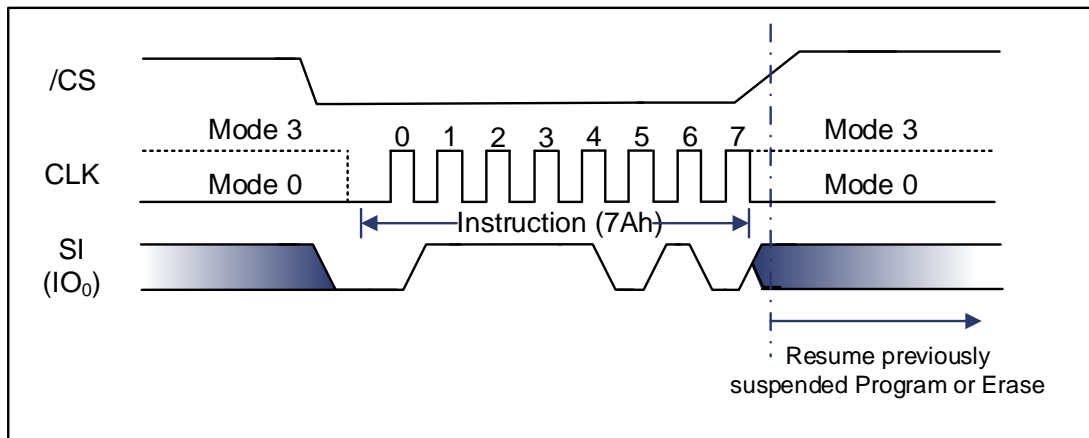 /CS
Mode 3
0 1 2 3 4 5 6 7
Mode 3
CLK
Mode 0
Mode 0
Instruction (7Ah)
SI
(IO₀)
Resume previously
suspended Program or Erase